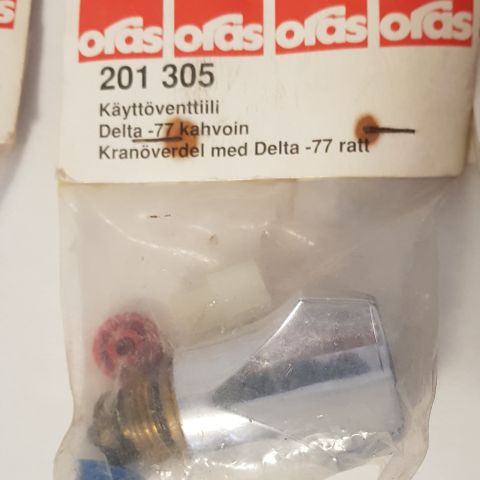 oras oras oras oras
201 305
Käyttöventtiili
Delta -77 kahvoin
Kranöverdel med Delta -77 ratt